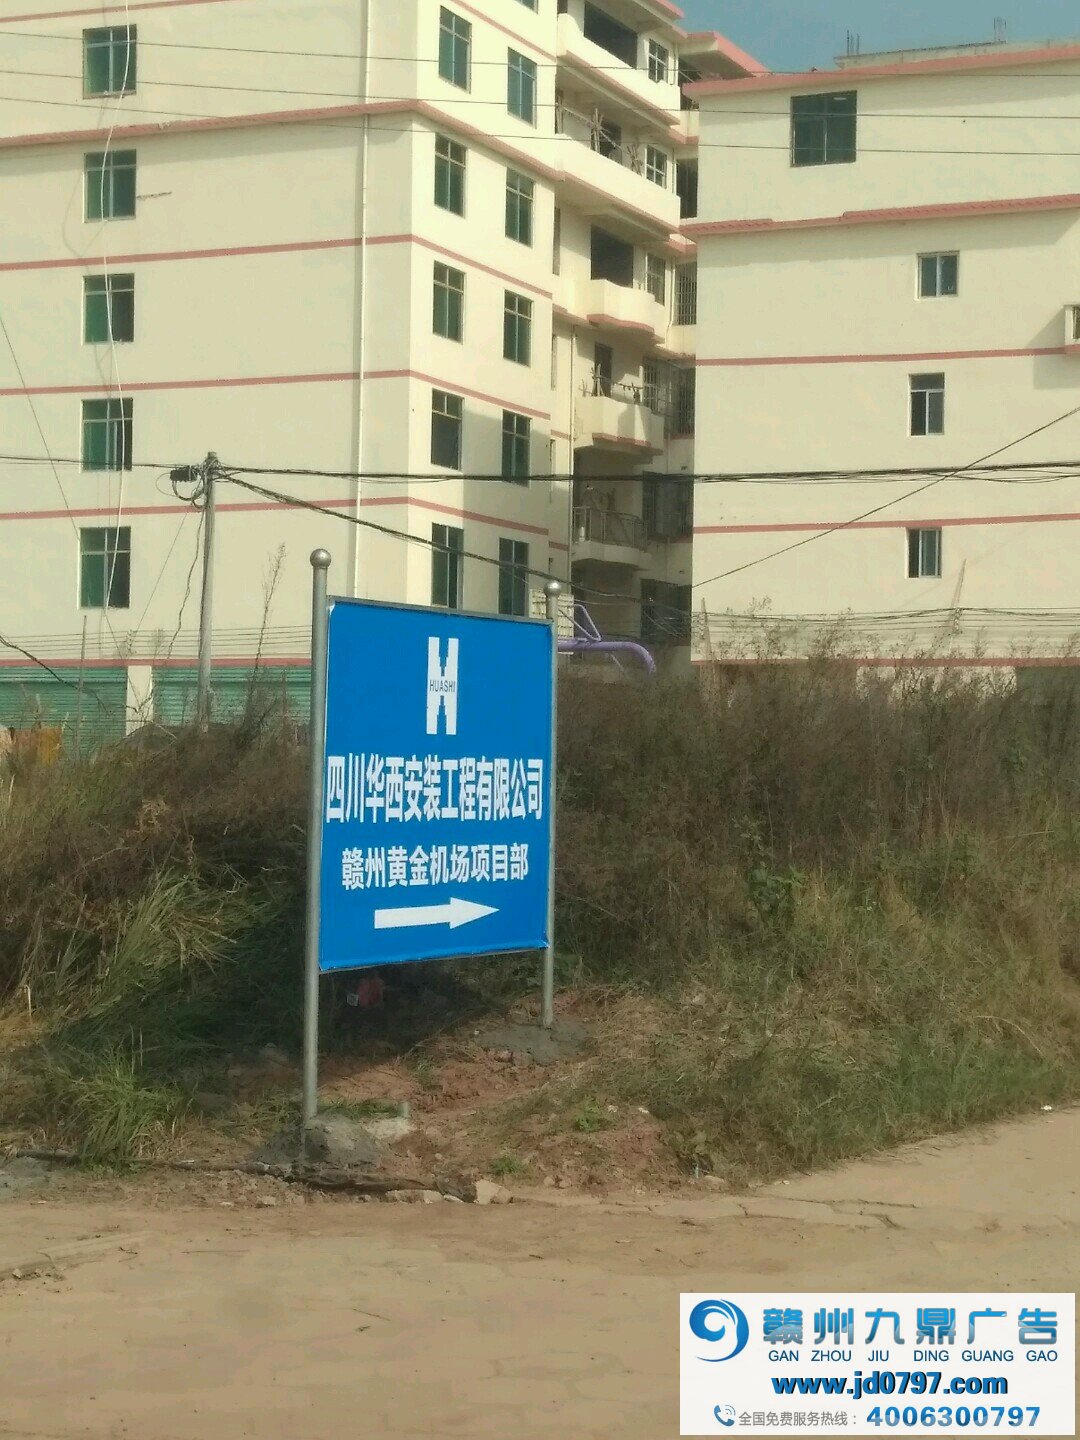 HUASHI
四川华西安装工程有限公司
赣州黄金机场项目部
赣州九鼎广告
GAN ZHOU JIU DING GUANG GAO
www.jd0797.com
全国免费服务热线：4006300797